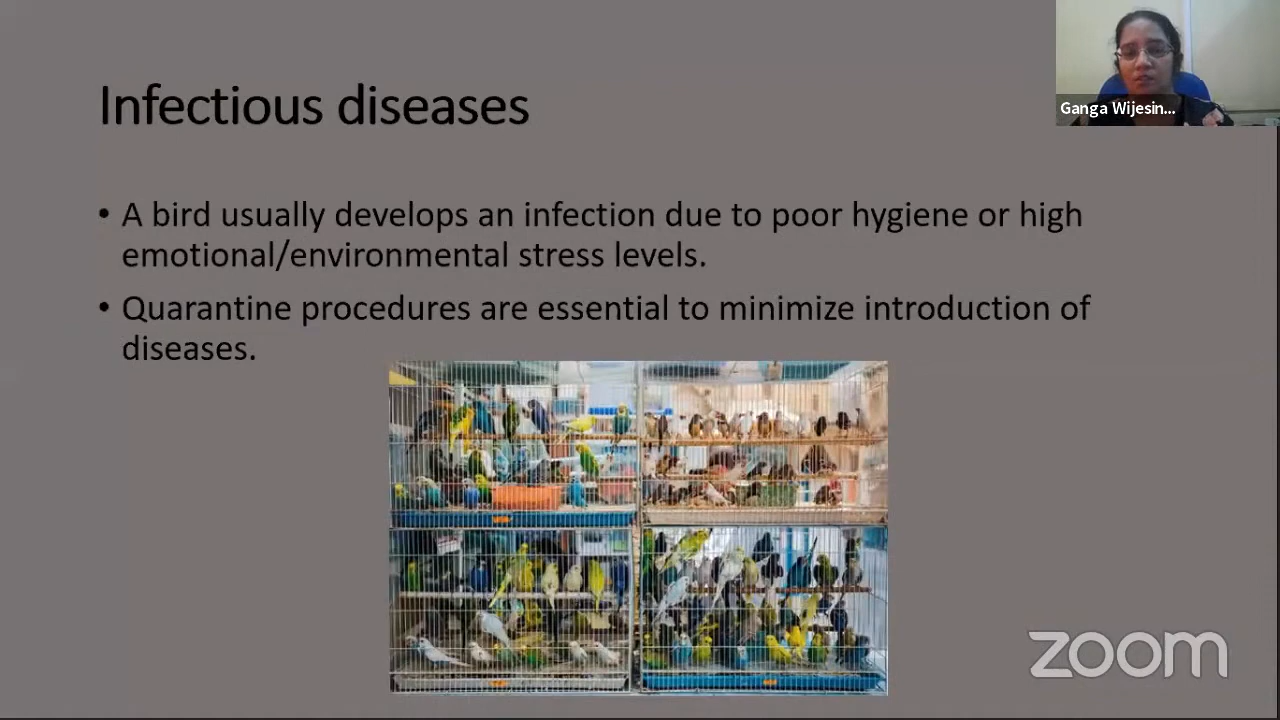 Infectious diseases
Ganga Wijesin...
• A bird usually develops an infection due to poor hygiene or high
emotional/environmental stress levels.
• Quarantine procedures are essential to minimize introduction of
diseases.
zoom